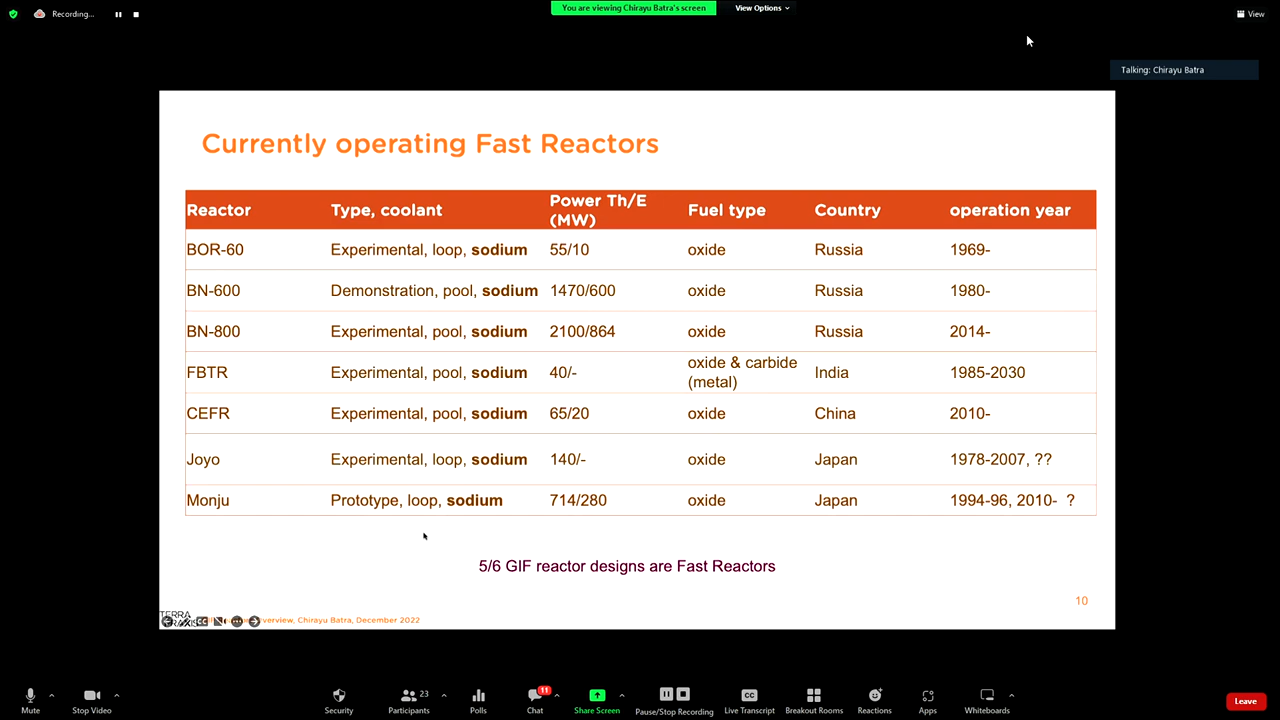 Recording...
You are viewing Chirayu Batra's screen
View Options
View
Talking: Chirayu Batra
Currently operating Fast Reactors
Reactor Type, coolant Power Th/E (MW) Fuel type Country operation year
BOR-60 Experimental, loop, sodium 55/10 oxide Russia 1969-
BN-600 Demonstration, pool, sodium 1470/600 oxide Russia 1980-
BN-800 Experimental, pool, sodium 2100/864 oxide Russia 2014-
FBTR Experimental, pool, sodium 40/- oxide & carbide (metal) India 1985-2030
CEFR Experimental, pool, sodium 65/20 oxide China 2010-
Joyo Experimental, loop, sodium 140/- oxide Japan 1978-2007, ??
Monju Prototype, loop, sodium 714/280 oxide Japan 1994-96, 2010- ?
5/6 GIF reactor designs are Fast Reactors
10
TERRA
Chirayu Batra, December 2022
23
11
CC
Mute Stop Video Security Participants Polls Chat Share Screen Pause/Stop Recording Live Transcript Breakout Rooms Reactions Apps Whiteboards Leave